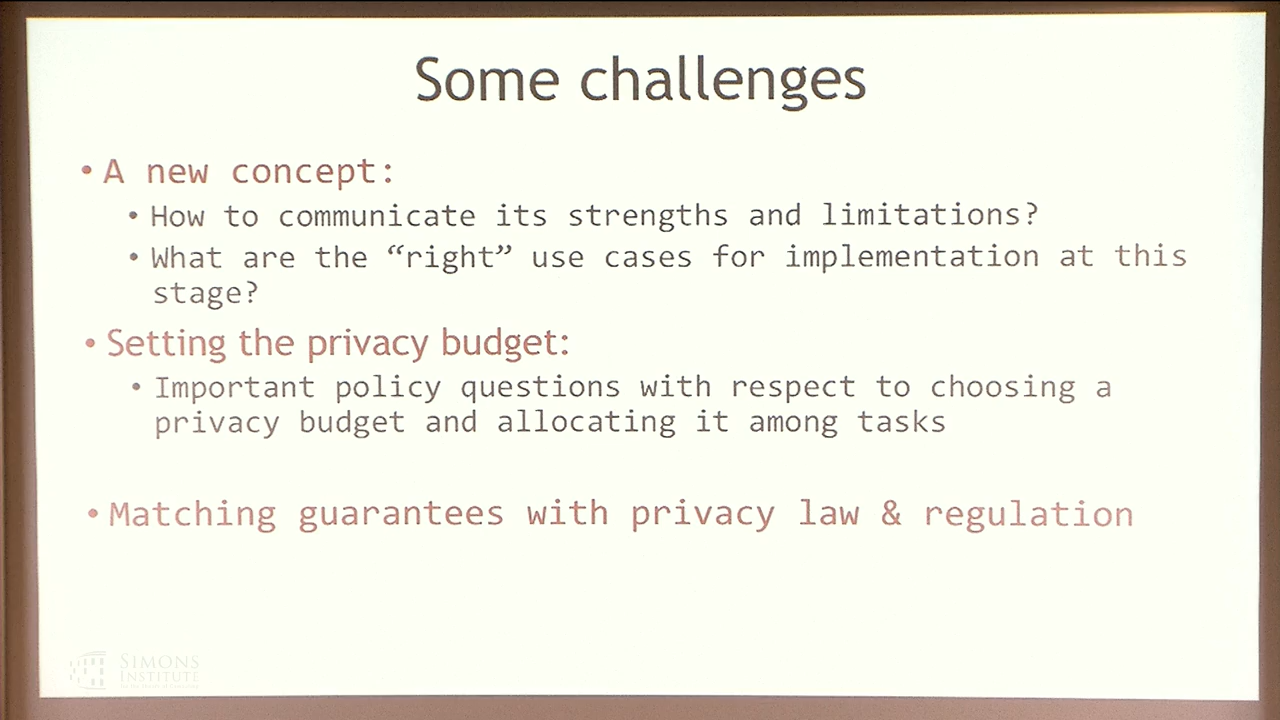 Some challenges
• A new concept:
• How to communicate its strengths and limitations?
• What are the “right” use cases for implementation at this
stage?
• Setting the privacy budget:
• Important policy questions with respect to choosing a
privacy budget and allocating it among tasks
• Matching guarantees with privacy law & regulation
SIMONS
INSTITUTE